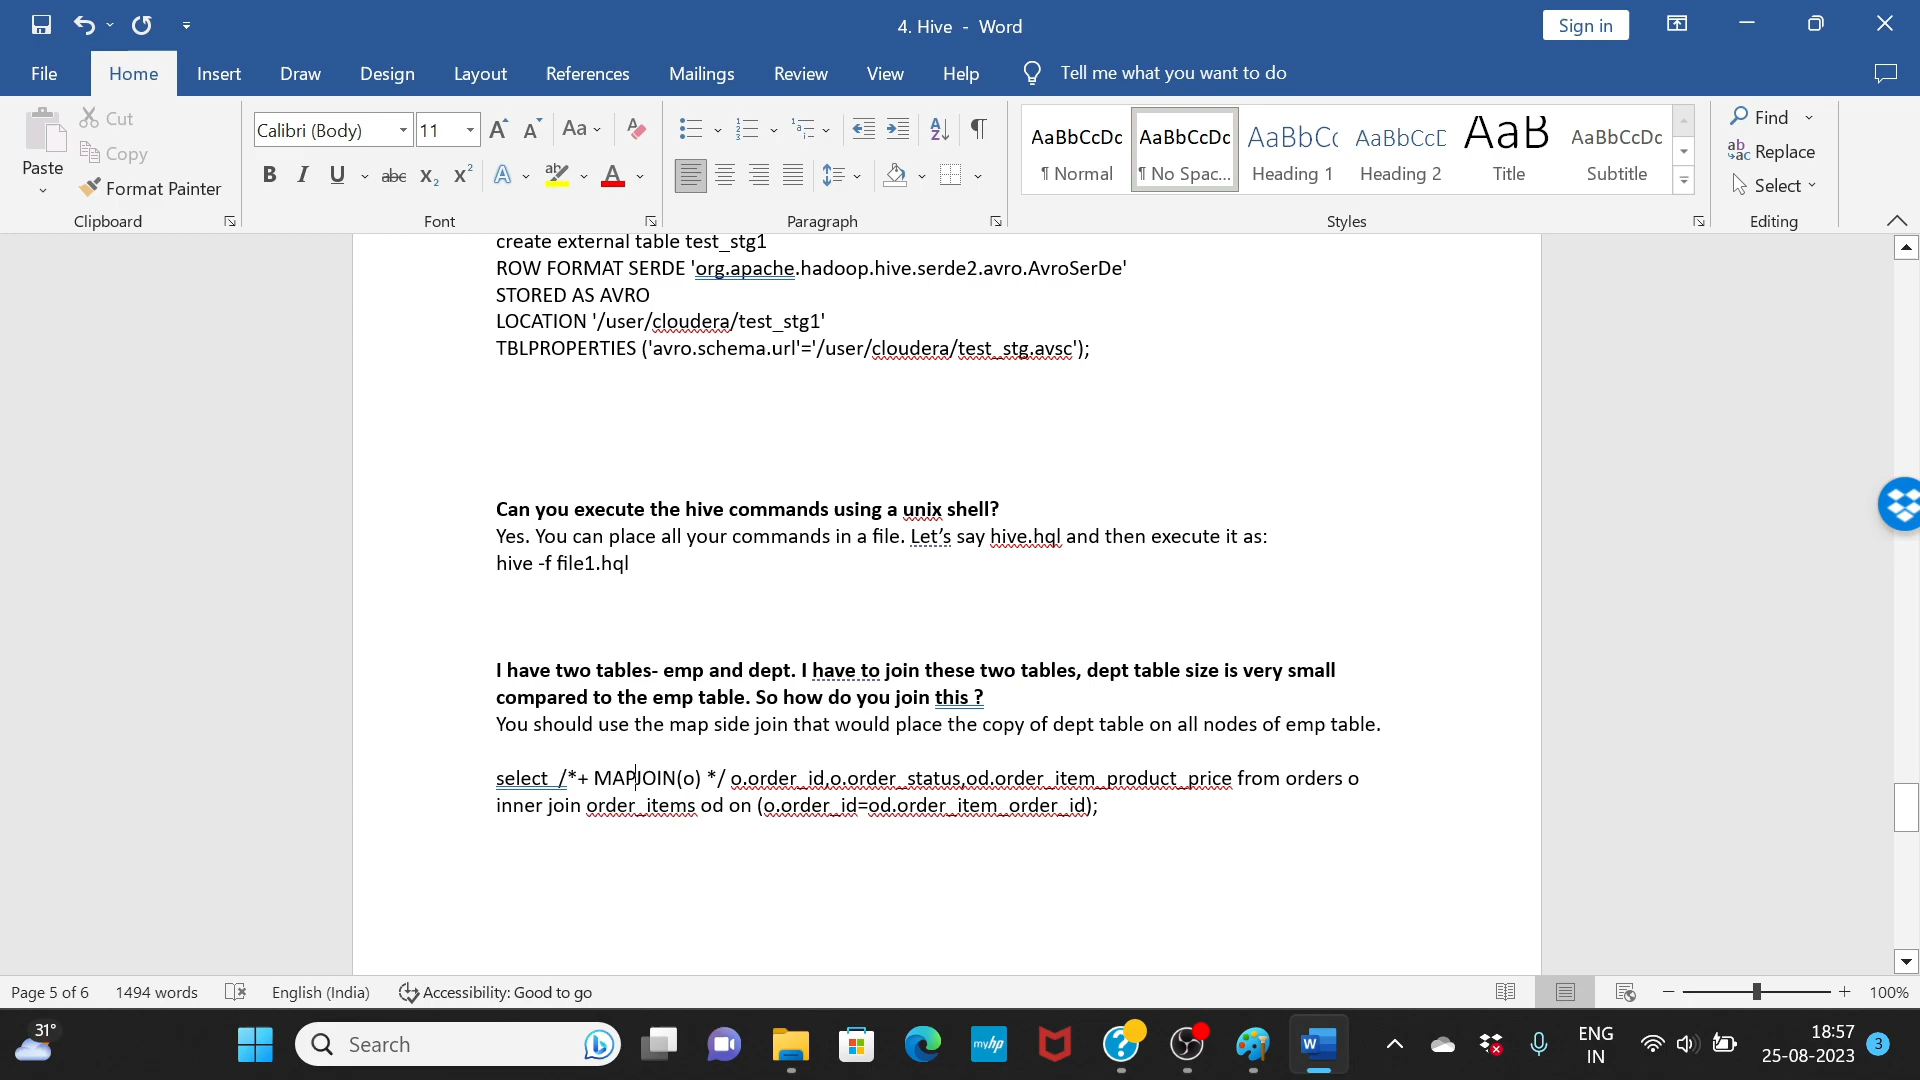 4. Hive - Word
Sign in
File Home Insert Draw Design Layout References Mailings Review View Help Tell me what you want to do
Paste
Cut
Copy
Format Painter
Clipboard
Calibri (Body) 11
Font
Paragraph
AaBbCcDc AaBbCcDc AaBbCc AaBbCcD AaB AaBbCcDc
¶ Normal ¶ No Spac... Heading 1 Heading 2 Title Subtitle
Styles
Find
Replace
Select
Editing
create external table test_stg1
ROW FORMAT SERDE 'org.apache.hadoop.hive.serde2.avro.AvroSerDe'
STORED AS AVRO
LOCATION '/user/cloudera/test_stg1'
TBLPROPERTIES ('avro.schema.url'='/user/cloudera/test_stg.avsc');
Can you execute the hive commands using a unix shell?
Yes. You can place all your commands in a file. Let’s say hive.hql and then execute it as:
hive -f file1.hql
I have two tables- emp and dept. I have to join these two tables, dept table size is very small
compared to the emp table. So how do you join this ?
You should use the map side join that would place the copy of dept table on all nodes of emp table.
select /*+ MAPJOIN(o) */ o.order_id,o.order_status,od.order_item_product_price from orders o
inner join order_items od on (o.order_id=od.order_item_order_id);
Page 5 of 6 1494 words English (India) Accessibility: Good to go 100%
31°
Search
myhp
ENG
IN
18:57
25-08-2023
3